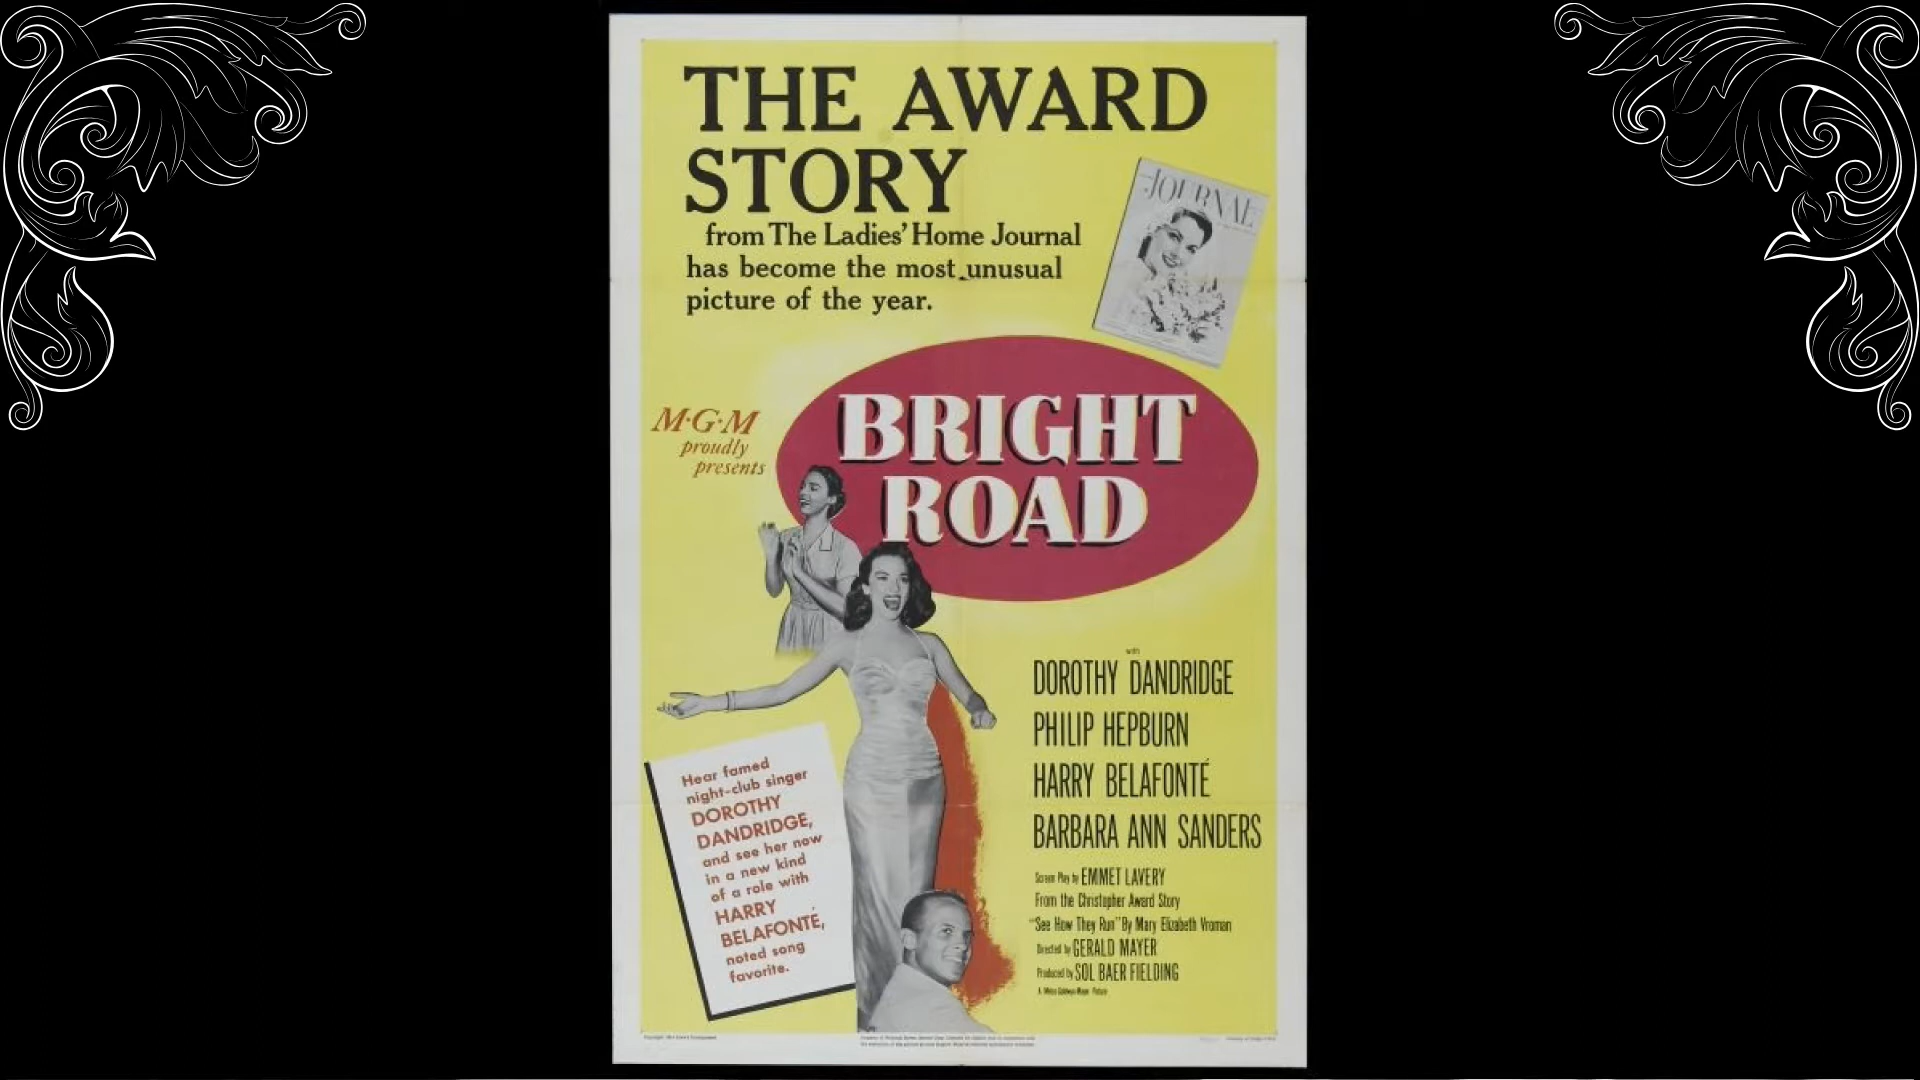 THE AWARD
STORY
from The Ladies' Home Journal
has become the most unusual
picture of the year.
JOURNAL
M·G·M
proudly
presents
BRIGHT
ROAD
with
DOROTHY DANDRIDGE
PHILIP HEPBURN
HARRY BELAFONTÉ
BARBARA ANN SANDERS
Hear famed
night-club singer
DOROTHY
DANDRIDGE,
and see her now
in a new kind
of a role with
HARRY
BELAFONTÉ,
noted song
favorite.
Screen Play by EMMET LAVERY
From the Christopher Award Story
"See How They Run" By Mary Elizabeth Vroman
Directed by GERALD MAYER
Produced by SOL BAER FIELDING
A Metro-Goldwyn-Mayer Picture